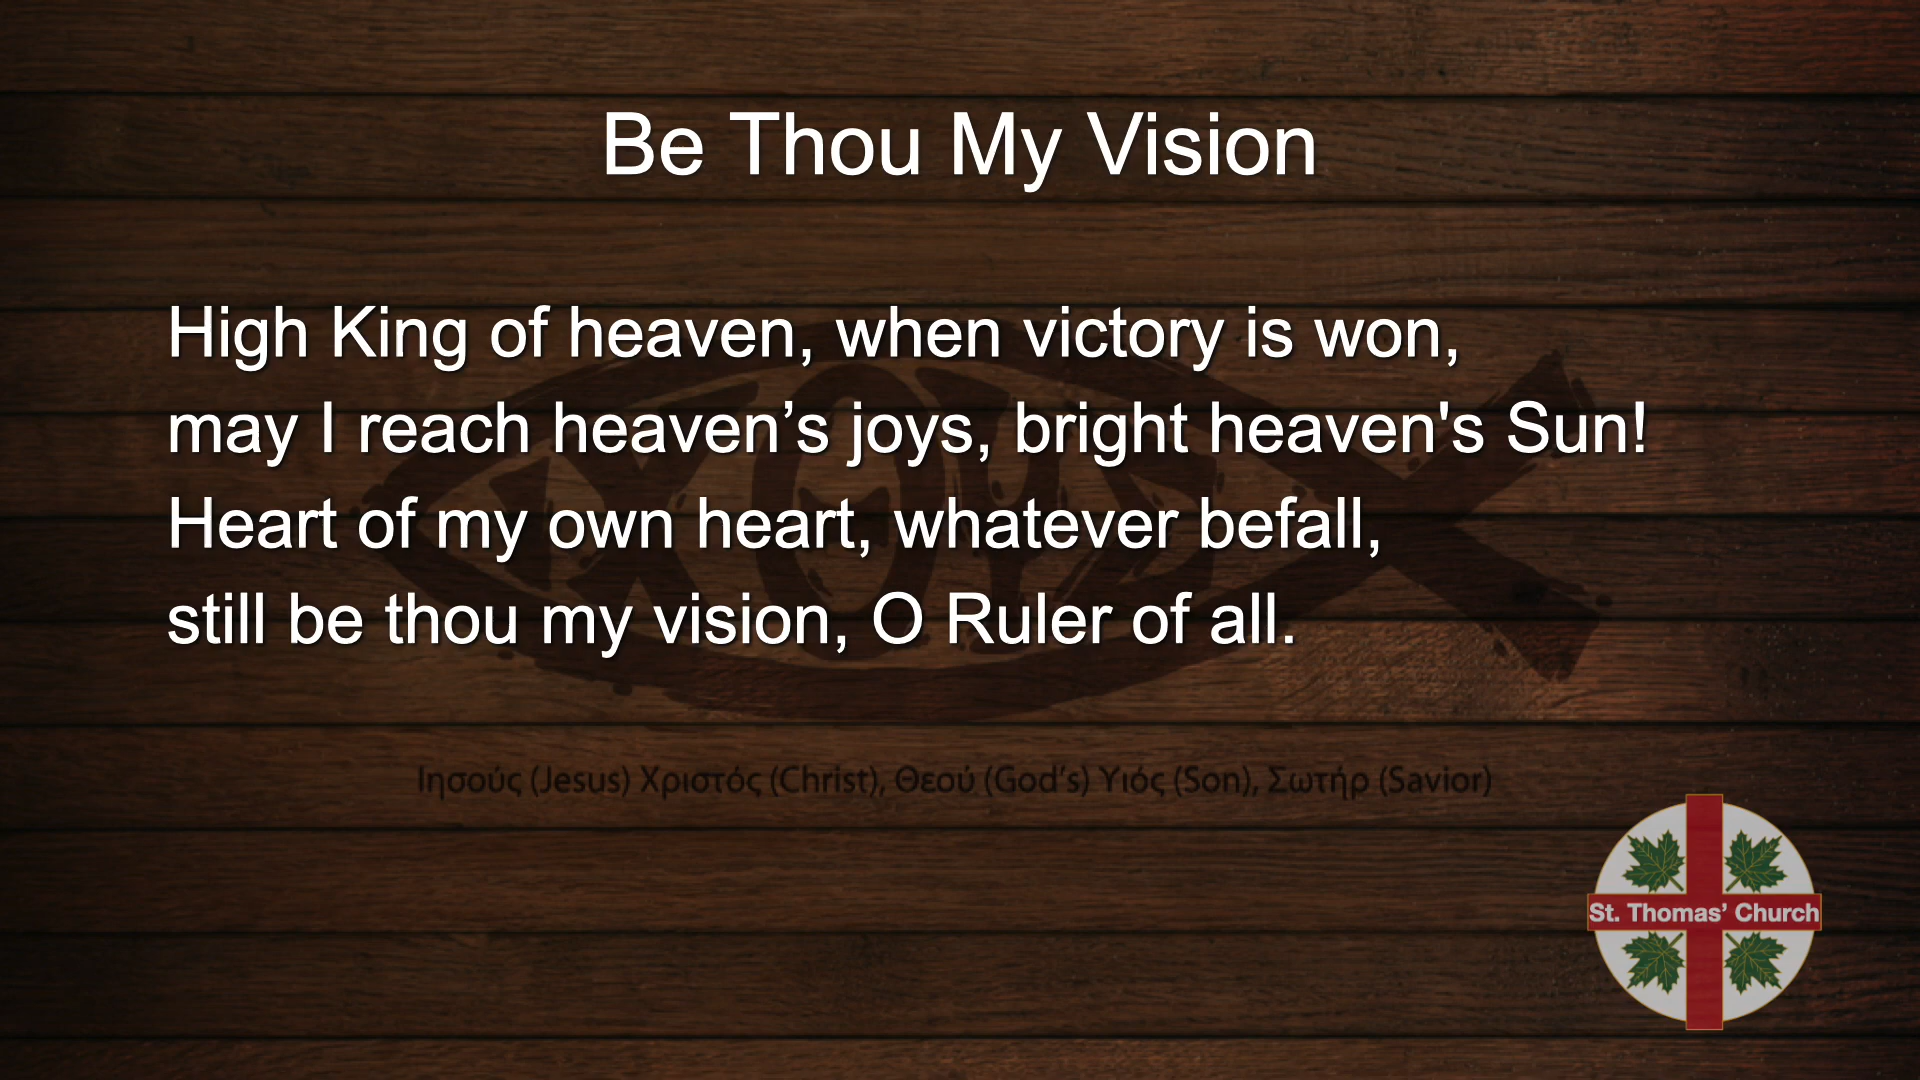 Be Thou My Vision
High King of heaven, when victory is won,
may I reach heaven’s joys, bright heaven's Sun!
Heart of my own heart, whatever befall,
still be thou my vision, O Ruler of all.
ΙΧΘΥΣ
Ιησούς (Jesus) Χριστός (Christ), Θεού (God’s) Υιός (Son), Σωτήρ (Savior)
St. Thomas’ Church